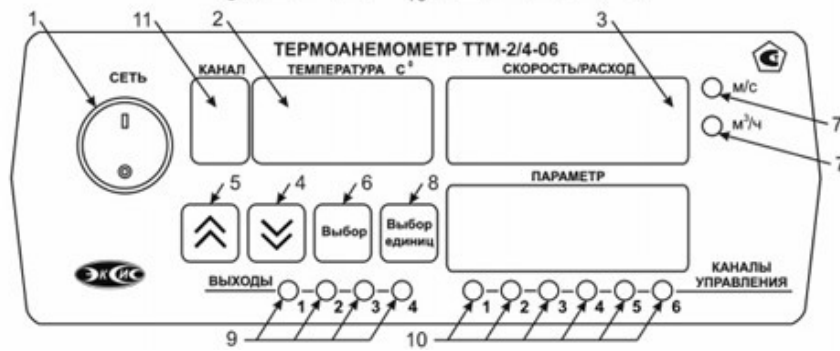 1 11 2 3
ТЕРМОАНЕМОМЕТР ТТМ-2/4-06
СЕТЬ КАНАЛ ТЕМПЕРАТУРА С° СКОРОСТЬ/РАСХОД
м/с
7
м³/ч
7
5 4 6 8 ПАРАМЕТР
Выбор Выбор
единиц
ЭКСИС
ВЫХОДЫ КАНАЛЫ
УПРАВЛЕНИЯ
1 2 3 4 1 2 3 4 5 6
9 10